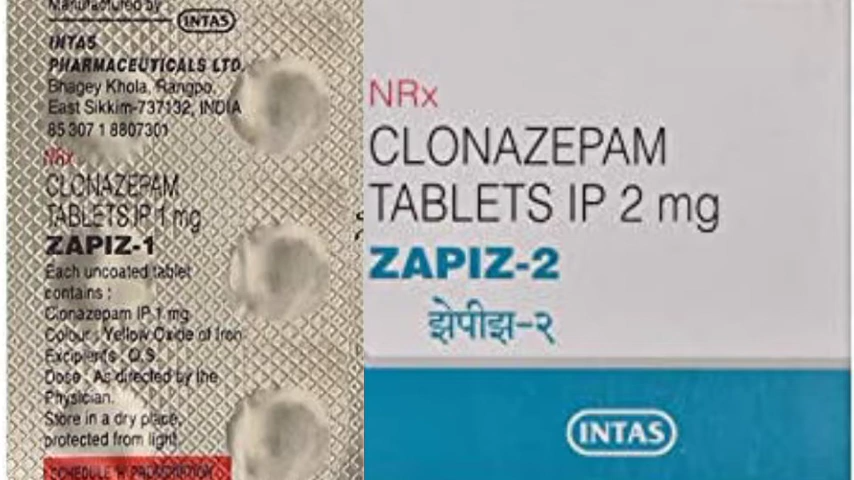 Manufactured by
INTAS
INTAS
PHARMACEUTICALS LTD.
Bhagey Khola, Rangpo,
East Sikkim-737132, INDIA
85 307 1 8807301
NRx
CLONAZEPAM
TABLETS IP 1 mg
ZAPIZ-1
Each uncoated tablet
contains :
Clonazepam IP 1 mg
Colour : Yellow Oxide of Iron
Excipients : Q.S.
Dose : As directed by the
Physician.
Store in a dry place,
protected from light.
SCHEDULE H
NRx
CLONAZEPAM
TABLETS IP 2 mg
ZAPIZ-2
झेपीझ-२
INTAS